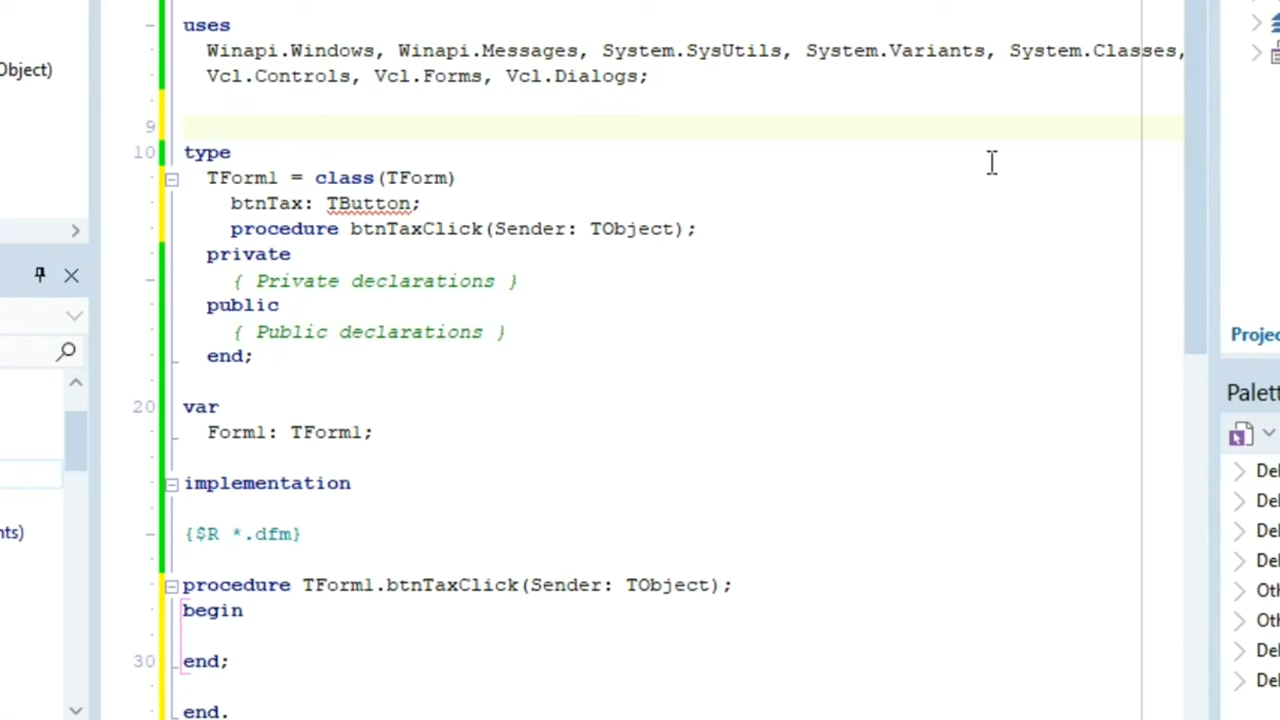 uses
Winapi.Windows, Winapi.Messages, System.SysUtils, System.Variants, System.Classes,
Object)
Vcl.Controls, Vcl.Forms, Vcl.Dialogs;
9
10 type
TForm1 = class(TForm)
btnTax: TButton;
procedure btnTaxClick(Sender: TObject);
private
{ Private declarations }
public
{ Public declarations }
end;
Projec
Palett
20 var
Form1: TForm1;
Del
implementation
Del
nts)
{$R *.dfm}
Del
Del
procedure TForm1.btnTaxClick(Sender: TObject);
Oth
begin
Oth
Del
30 end;
Del
end.